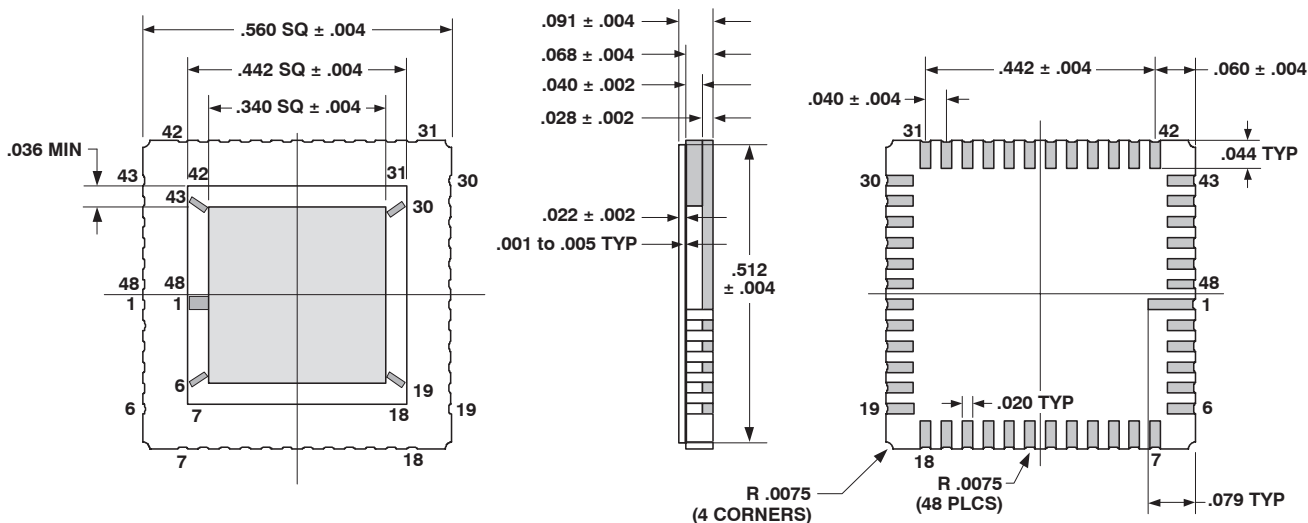 .560 SQ ± .004
.442 SQ ± .004
.340 SQ ± .004
.036 MIN
42
31
43
42
31
30
43
30
48
48
1
1
6
19
6
7
18
19
7
18
.091 ± .004
.068 ± .004
.040 ± .002
.028 ± .002
.022 ± .002
.001 to .005 TYP
.512
± .004
.442 ± .004
.060 ± .004
.040 ± .004
31
42
.044 TYP
30
43
48
1
.020 TYP
19
6
18
7
R .0075
(4 CORNERS)
R .0075
(48 PLCS)
.079 TYP